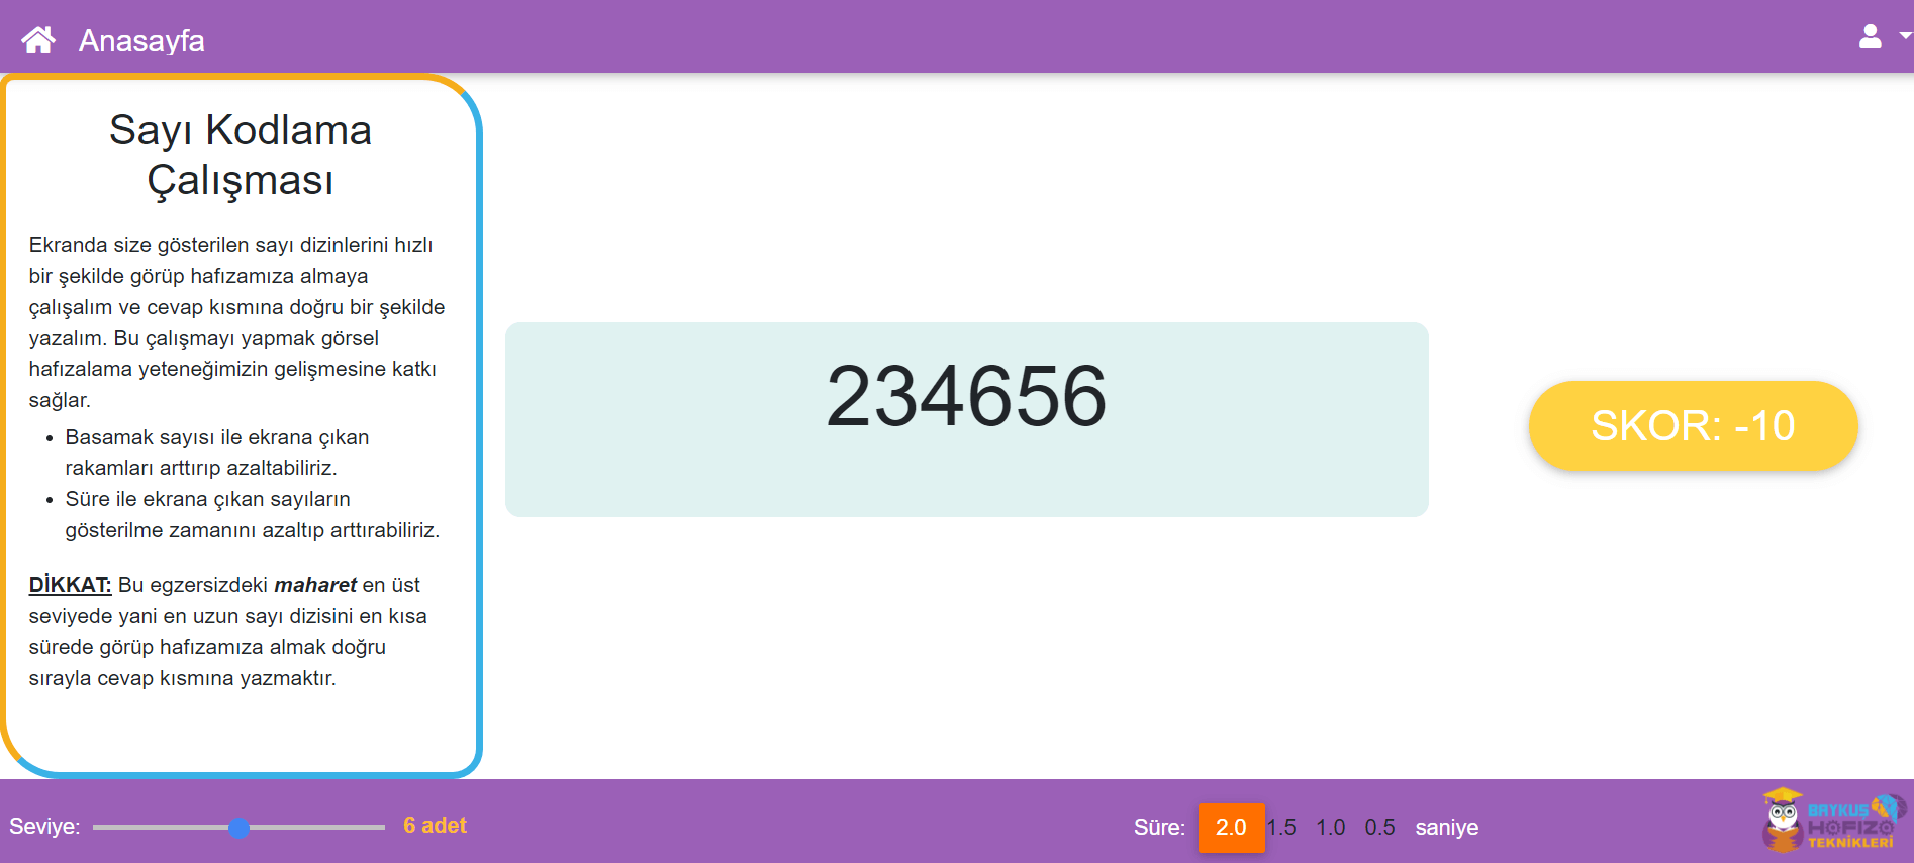 Anasayfa
Sayı Kodlama
Çalışması
Ekranda size gösterilen sayı dizinlerini hızlı
bir şekilde görüp hafızamıza almaya
çalışalım ve cevap kısmına doğru bir şekilde
yazalım. Bu çalışmayı yapmak görsel
hafızalama yeteneğimizin gelişmesine katkı
sağlar.
• Basamak sayısı ile ekrana çıkan
rakamları arttırıp azaltabiliriz.
• Süre ile ekrana çıkan sayıların
gösterilme zamanını azaltıp arttırabiliriz.
DİKKAT: Bu egzersizdeki maharet en üst
seviyede yani en uzun sayı dizisini en kısa
sürede görüp hafızamıza almak doğru
sırayla cevap kısmına yazmaktır.
234656
SKOR: -10
Seviye: 6 adet
Süre: 2.0 1.5 1.0 0.5 saniye
BAYKUS
HAFIZA
TEKNİKLERİ